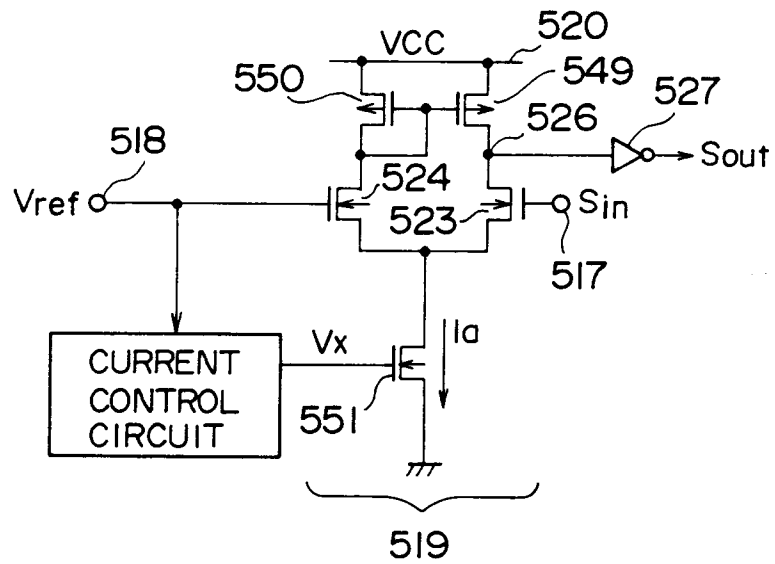 520
VCC
550
549
527
526
518
Sout
524
Vref
523
Sin
517
Vx
Ia
CURRENT
CONTROL
CIRCUIT
551
519